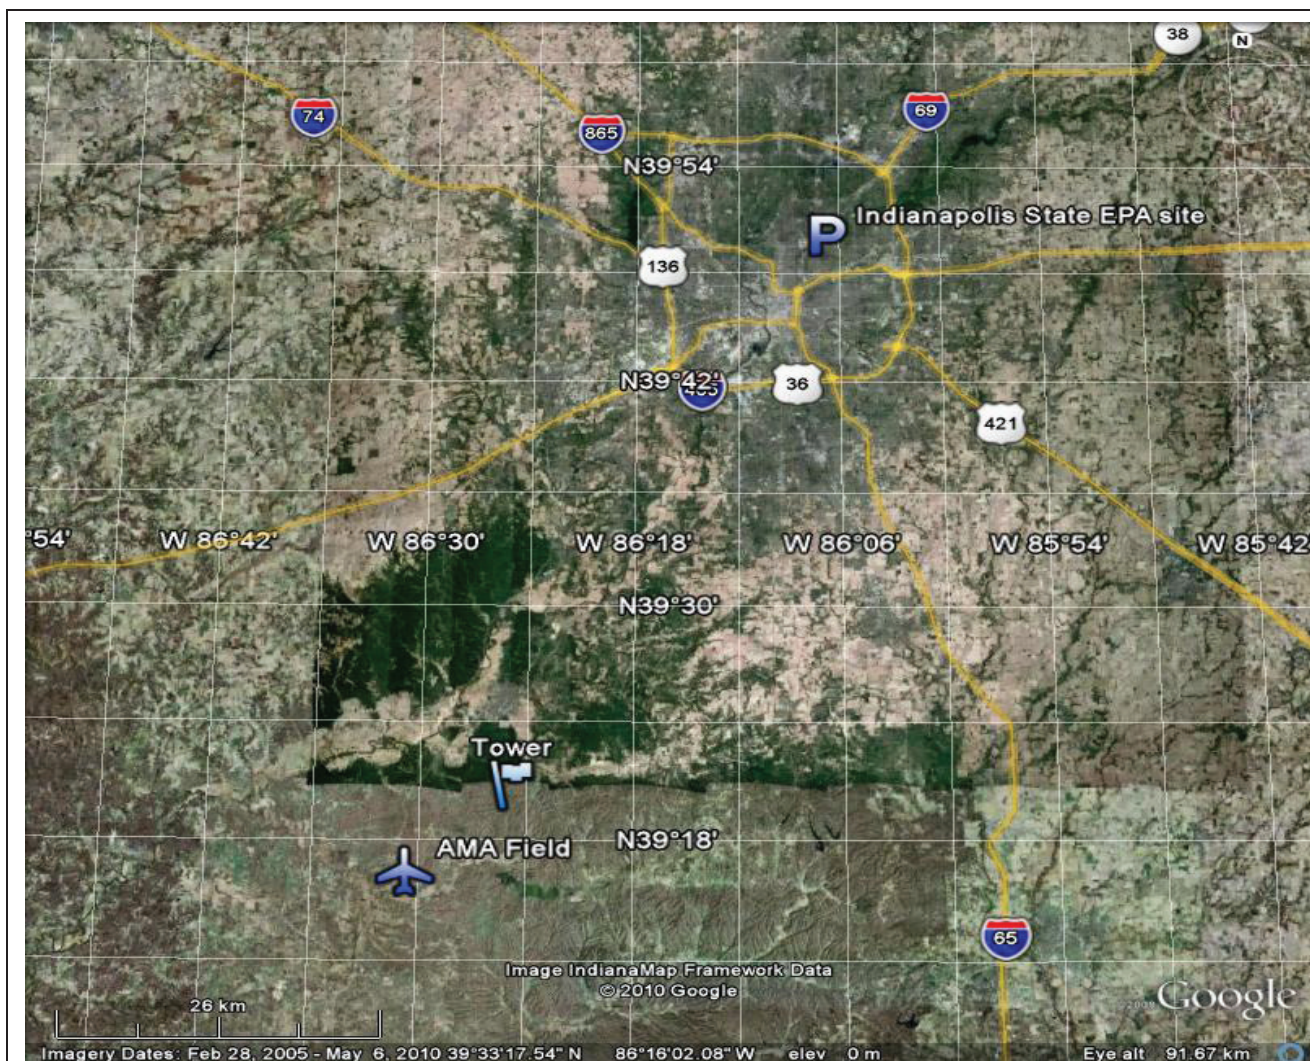 38
N
74
865
69
N39°54'
Indianapolis State EPA site
P
136
N39°42'
36
421
°54'
W 86°42'
W 86°30'
W 86°18'
W 86°06'
W 85°54'
W 85°42'
N39°30'
Tower
AMA Field
N39°18'
65
Image IndianaMap Framework Data
© 2010 Google
26 km
Google
Imagery Dates: Feb 28, 2005 - May 6, 2010 39°33'17.54" N 86°16'02.08" W elev 0 m Eye alt 91.67 km